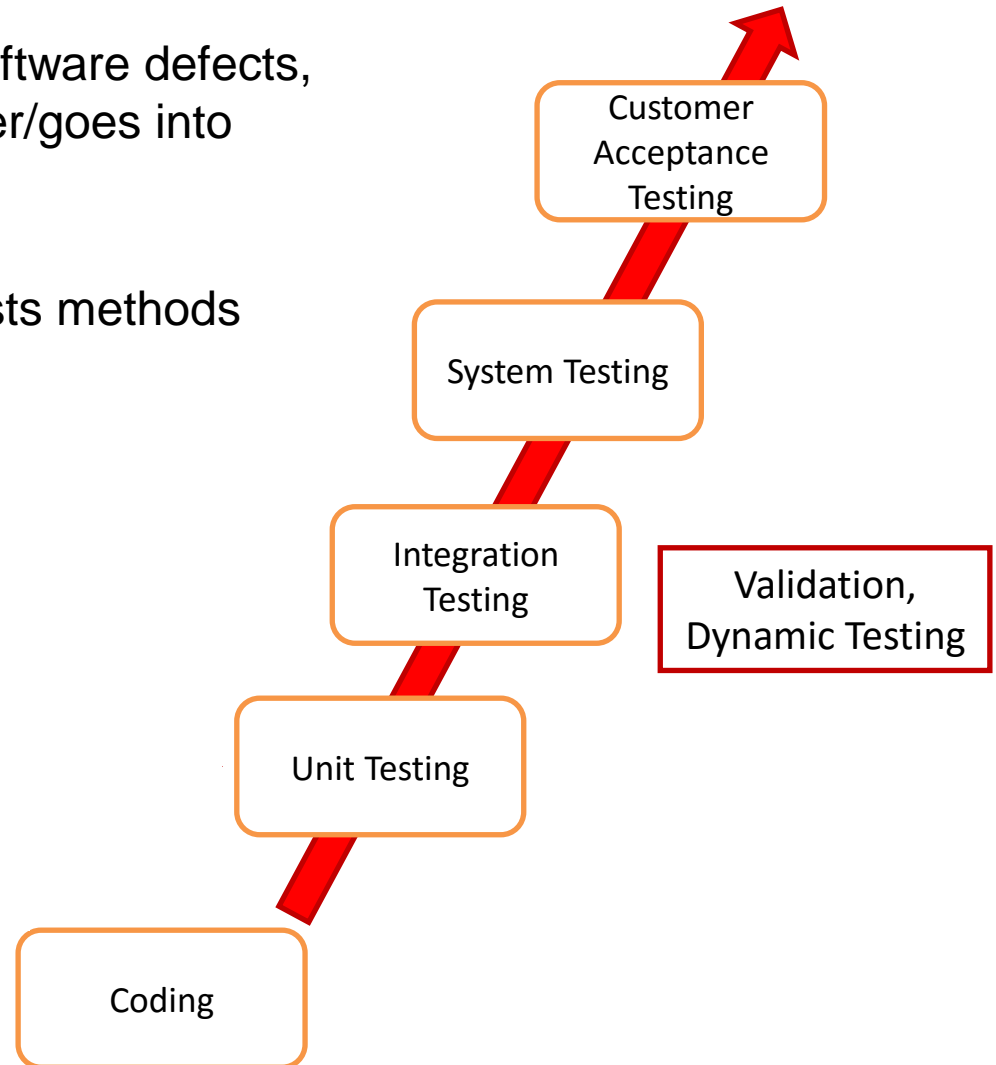 ftware defects,
er/goes into
sts methods
Customer
Acceptance
Testing
System Testing
Integration
Testing
Validation,
Dynamic Testing
Unit Testing
Coding